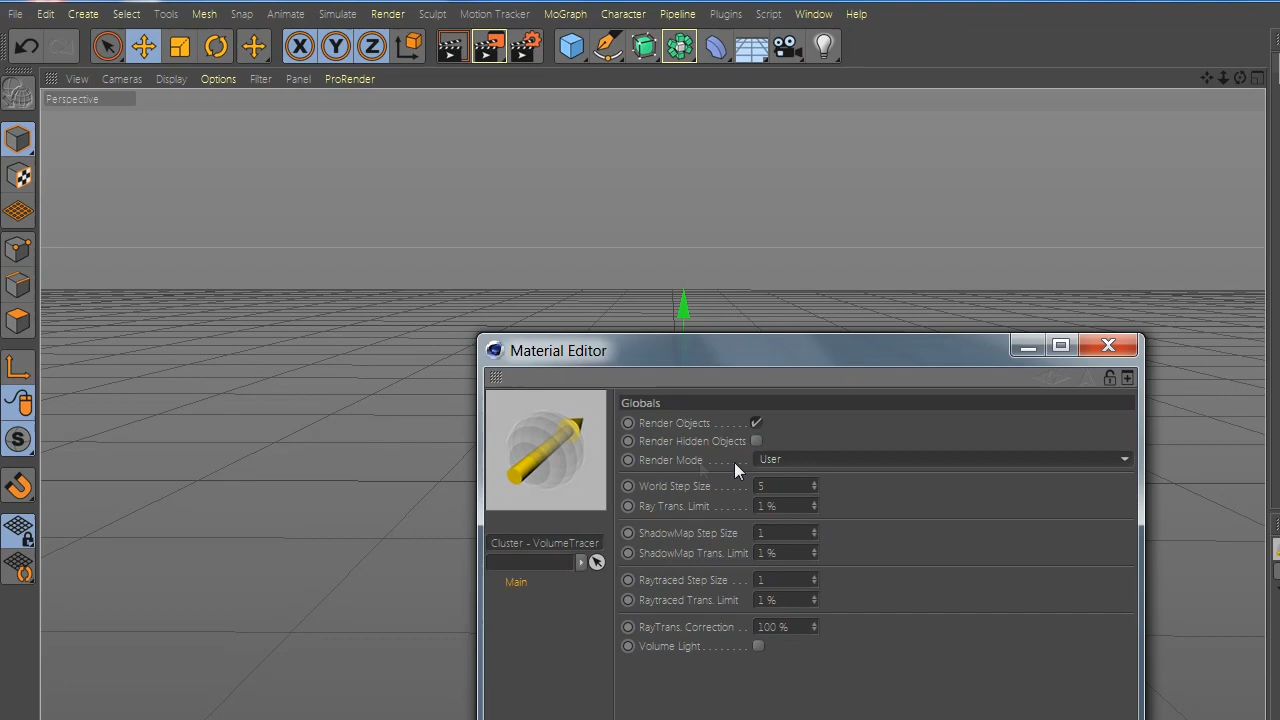 File Edit Create Select Tools Mesh Snap Animate Simulate Render Sculpt Motion Tracker MoGraph Character Pipeline Plugins Script Window Help
X Y Z
View Cameras Display Options Filter Panel ProRender
Perspective
S
Material Editor
Globals
Render Objects . . . . . . ✔
Render Hidden Objects
Render Mode . . . . . . User
World Step Size . . . . . . 5
Ray Trans. Limit . . . . . . 1 %
ShadowMap Step Size 1
ShadowMap Trans. Limit 1 %
Cluster - VolumeTracer
Main
Raytraced Step Size . . . 1
Raytraced Trans. Limit 1 %
RayTrans. Correction . . 100 %
Volume Light . . . . . . . .